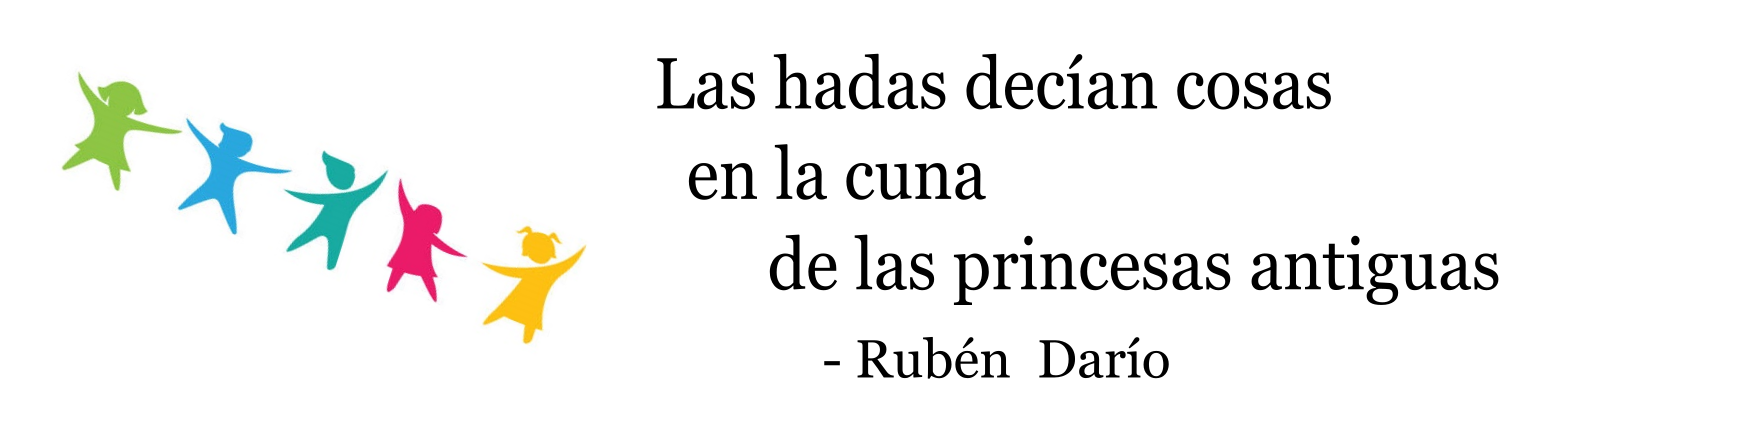 Las hadas decían cosas
en la cuna
de las princesas antiguas
- Rubén  Darío